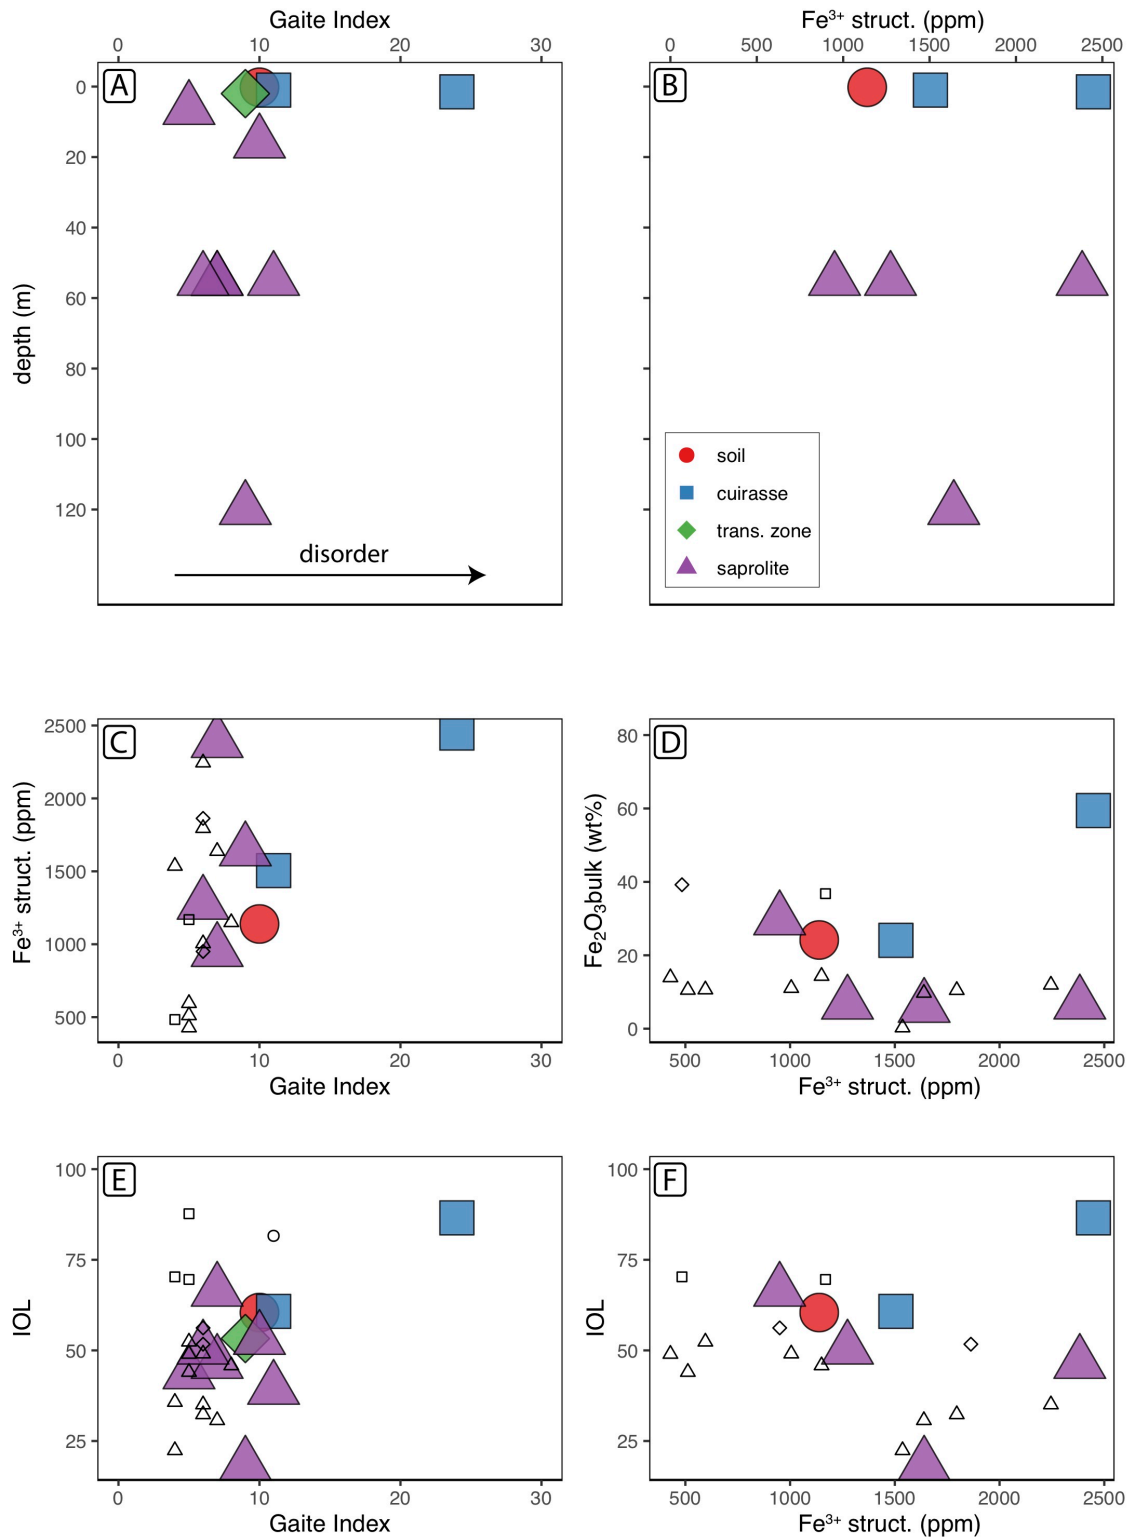 Gaite Index
0 10 20 30
A
0
20
40
60
80
100
120
depth (m)
disorder
Fe³⁺ struct. (ppm)
0 500 1000 1500 2000 2500
B
soil
cuirasse
trans. zone
saprolite
C
2500
2000
1500
1000
500
Fe³⁺ struct. (ppm)
0 10 20 30
Gaite Index
D
80
60
40
20
0
Fe₂O₃bulk (wt%)
500 1000 1500 2000 2500
Fe³⁺ struct. (ppm)
E
100
75
50
25
IOL
0 10 20 30
Gaite Index
F
100
75
50
25
IOL
500 1000 1500 2000 2500
Fe³⁺ struct. (ppm)